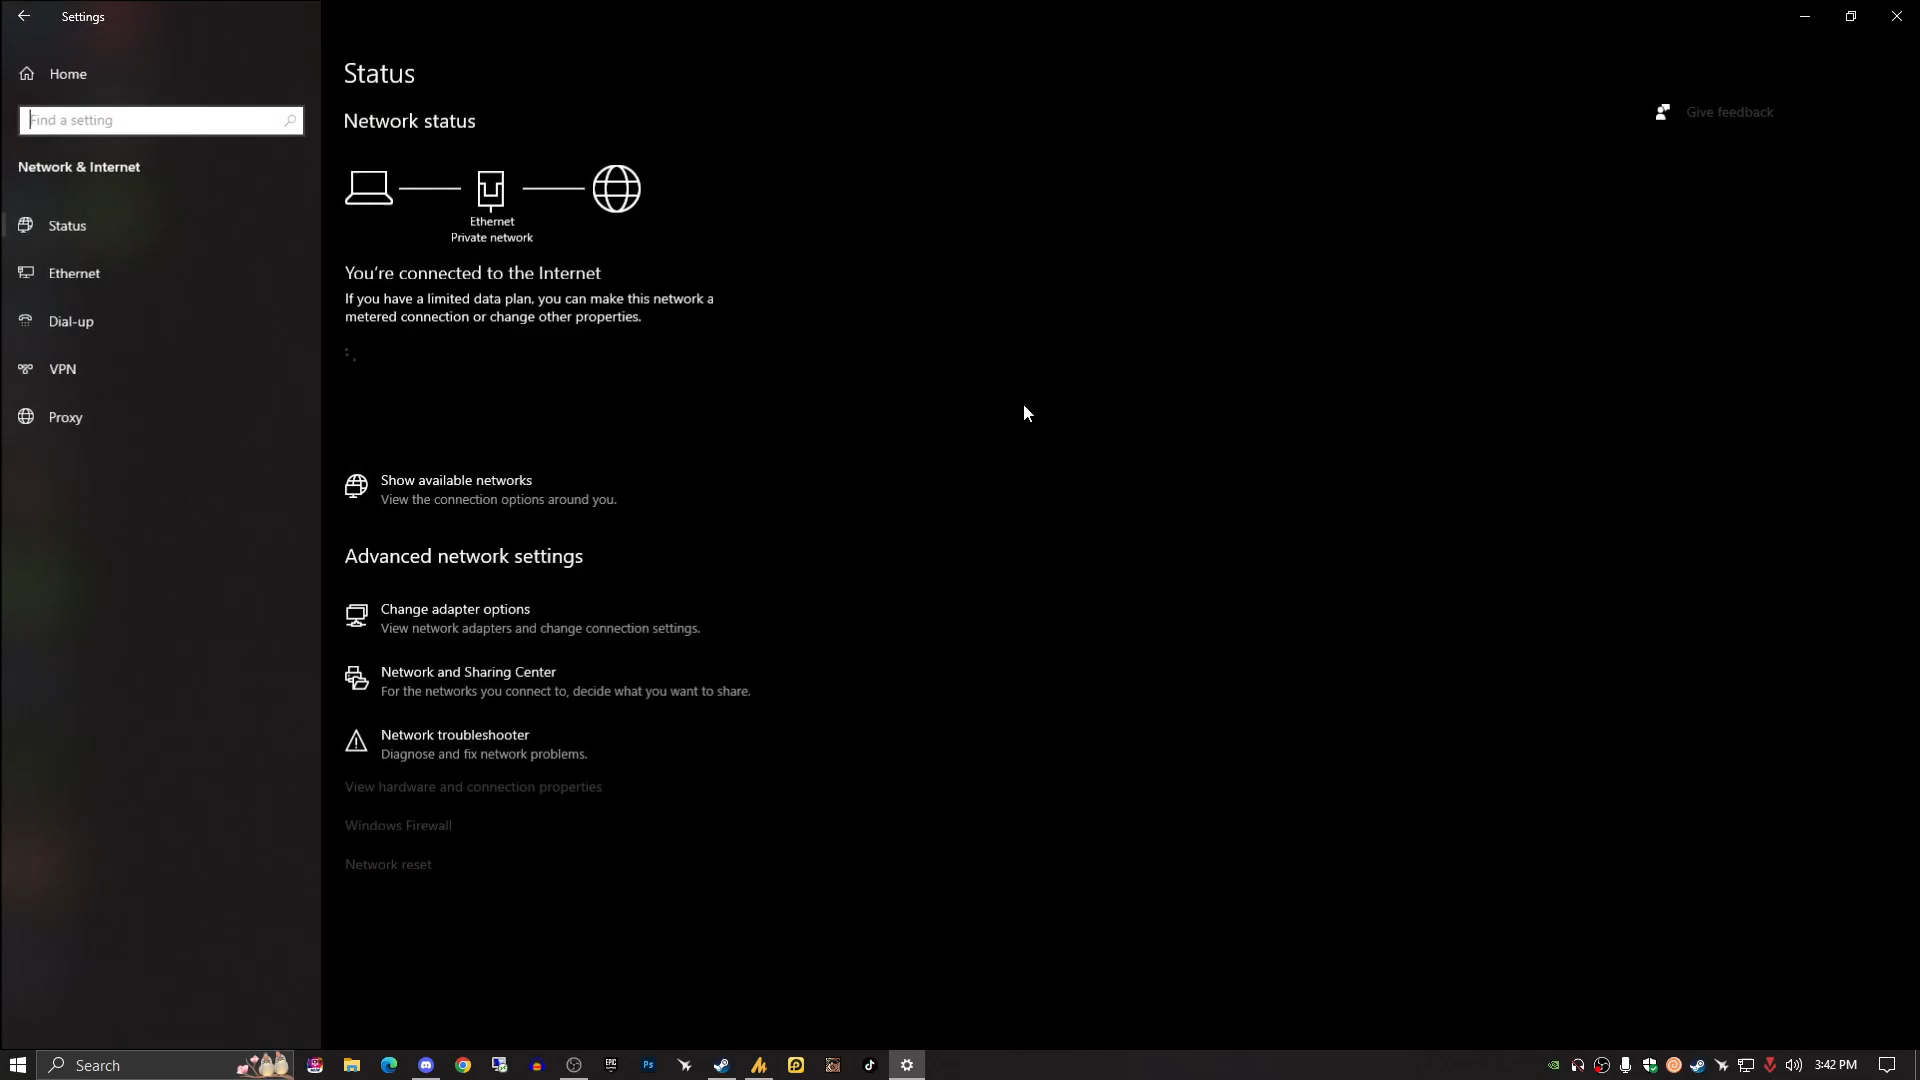 Settings
Home
Find a setting
Network & Internet
Status
Ethernet
Dial-up
VPN
Proxy
Status
Network status
Give feedback
Ethernet
Private network
You're connected to the Internet
If you have a limited data plan, you can make this network a
metered connection or change other properties.
Show available networks
View the connection options around you.
Advanced network settings
Change adapter options
View network adapters and change connection settings.
Network and Sharing Center
For the networks you connect to, decide what you want to share.
Network troubleshooter
Diagnose and fix network problems.
View hardware and connection properties
Windows Firewall
Network reset
Search
EPIC
Ps
3:42 PM